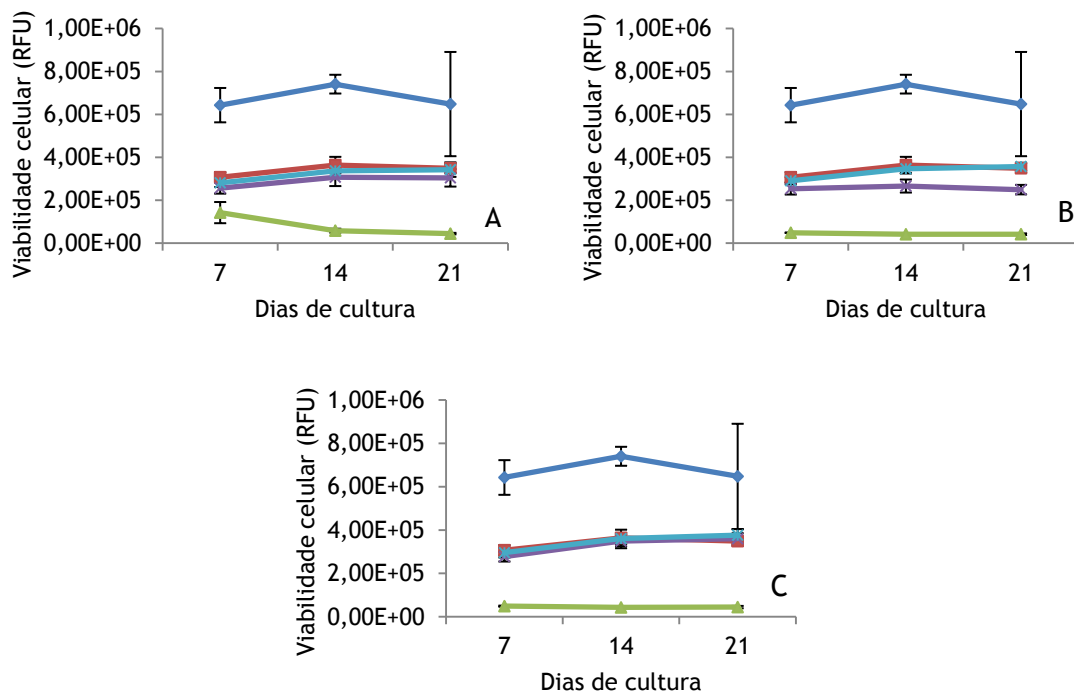 Viabilidade celular (RFU)
1,00E+06
8,00E+05
6,00E+05
4,00E+05
2,00E+05
0,00E+00
7
14
21
Dias de cultura
A
Viabilidade celular (RFU)
1,00E+06
8,00E+05
6,00E+05
4,00E+05
2,00E+05
0,00E+00
7
14
21
Dias de cultura
B
Viabilidade celular (RFU)
1,00E+06
8,00E+05
6,00E+05
4,00E+05
2,00E+05
0,00E+00
7
14
21
Dias de cultura
C